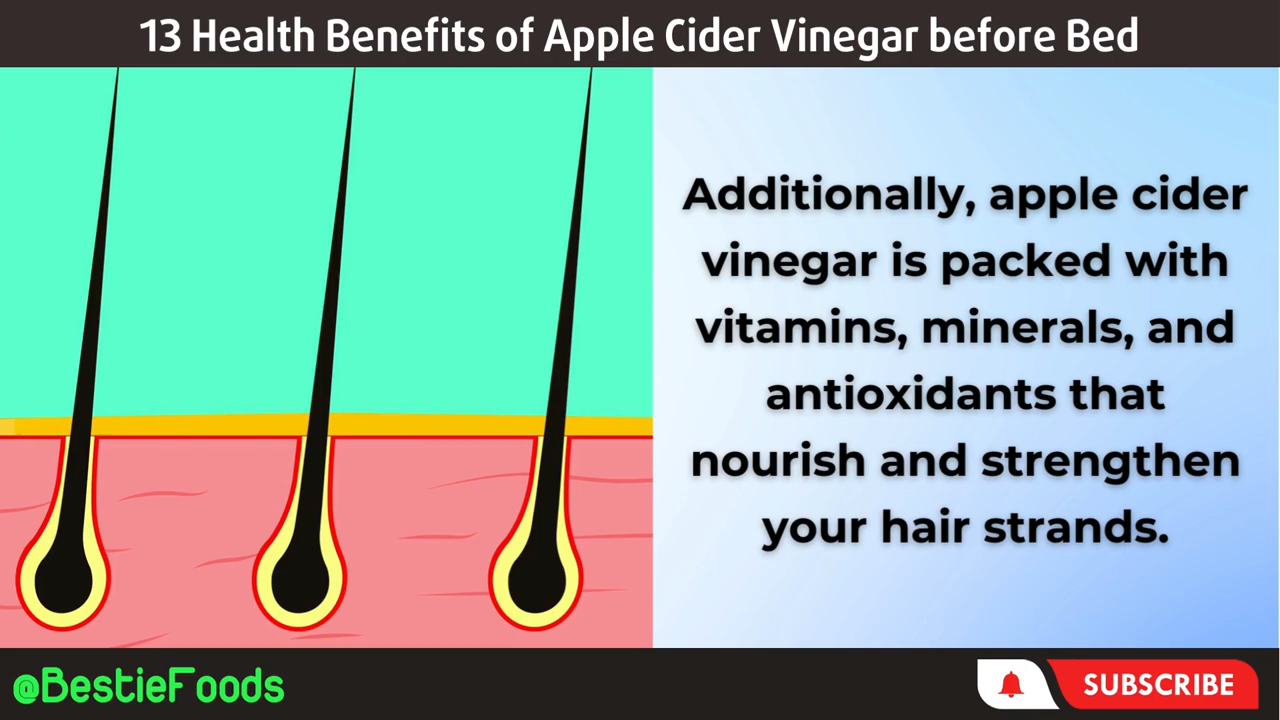 13 Health Benefits of Apple Cider Vinegar before Bed
Additionally, apple cider
vinegar is packed with
vitamins, minerals, and
antioxidants that
nourish and strengthen
your hair strands.
@BestieFoods
SUBSCRIBE